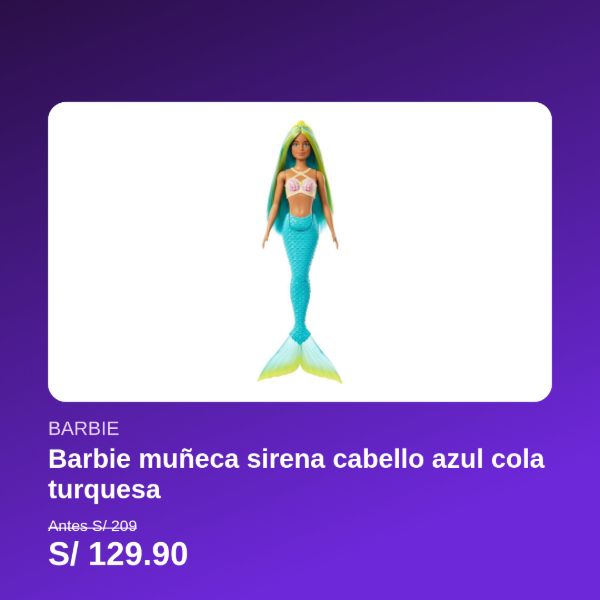 BARBIE
Barbie muñeca sirena cabello azul cola
turquesa
Antes S/ 209
S/ 129.90